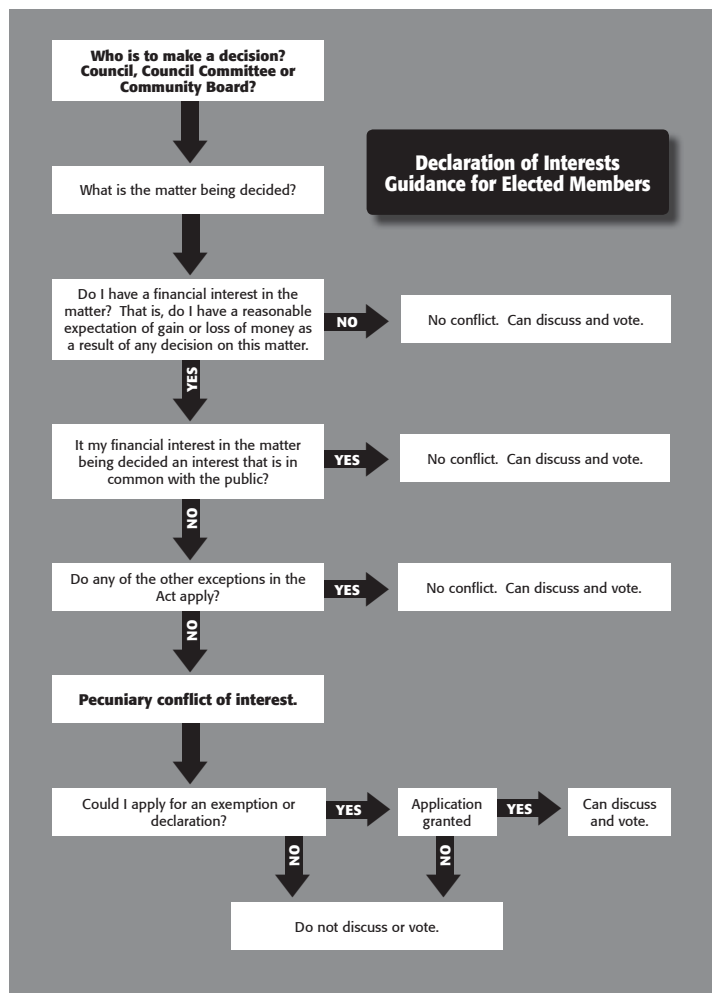 Who is to make a decision?
Council, Council Committee or
Community Board?
Declaration of Interests
Guidance for Elected Members
What is the matter being decided?
Do I have a financial interest in the
matter?  That is, do I have a reasonable
expectation of gain or loss of money as
a result of any decision on this matter.
NO
No conflict.  Can discuss and vote.
YES
It my financial interest in the matter
being decided an interest that is in
common with the public?
YES
No conflict.  Can discuss and vote.
NO
Do any of the other exceptions in the
Act apply?
YES
No conflict.  Can discuss and vote.
NO
Pecuniary conflict of interest.
Could I apply for an exemption or
declaration?
YES
Application
granted
YES
Can discuss
and vote.
NO
NO
Do not discuss or vote.